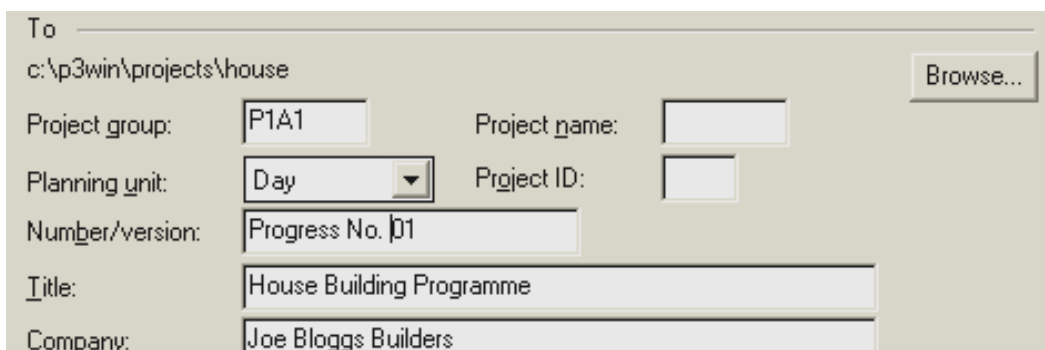 To
c:\p3win\projects\house
Browse...
Project group: P1A1 Project name:
Planning unit: Day Project ID:
Number/version: Progress No. 01
Title: House Building Programme
Company: Joe Bloggs Builders